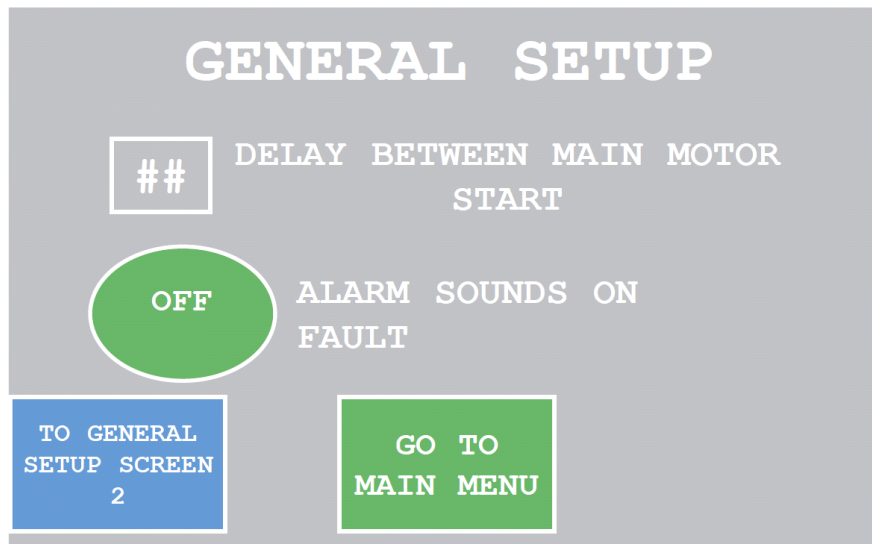 GENERAL SETUP
##
DELAY BETWEEN MAIN MOTOR
START
OFF
ALARM SOUNDS ON
FAULT
TO GENERAL
SETUP SCREEN
2
GO TO
MAIN MENU